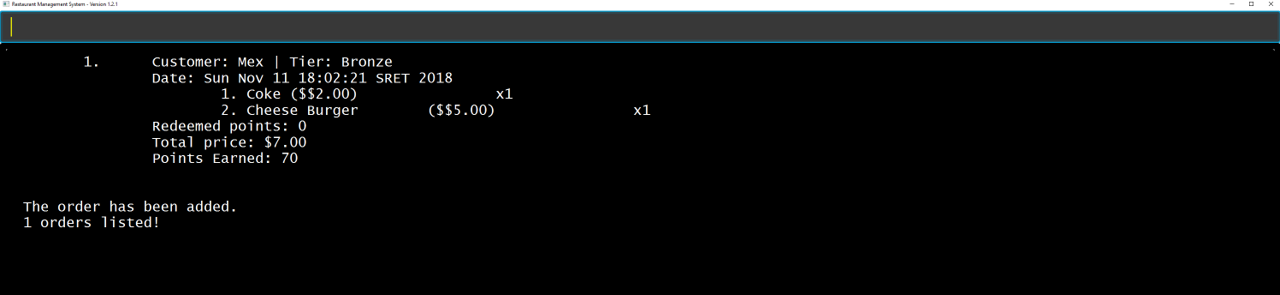 Restaurant Management System - Version 1.2.1
1. Customer: Mex | Tier: Bronze
Date: Sun Nov 11 18:02:21 SRET 2018
1. Coke ($$2.00) x1
2. Cheese Burger ($$5.00) x1
Redeemed points: 0
Total price: $7.00
Points Earned: 70
The order has been added.
1 orders listed!